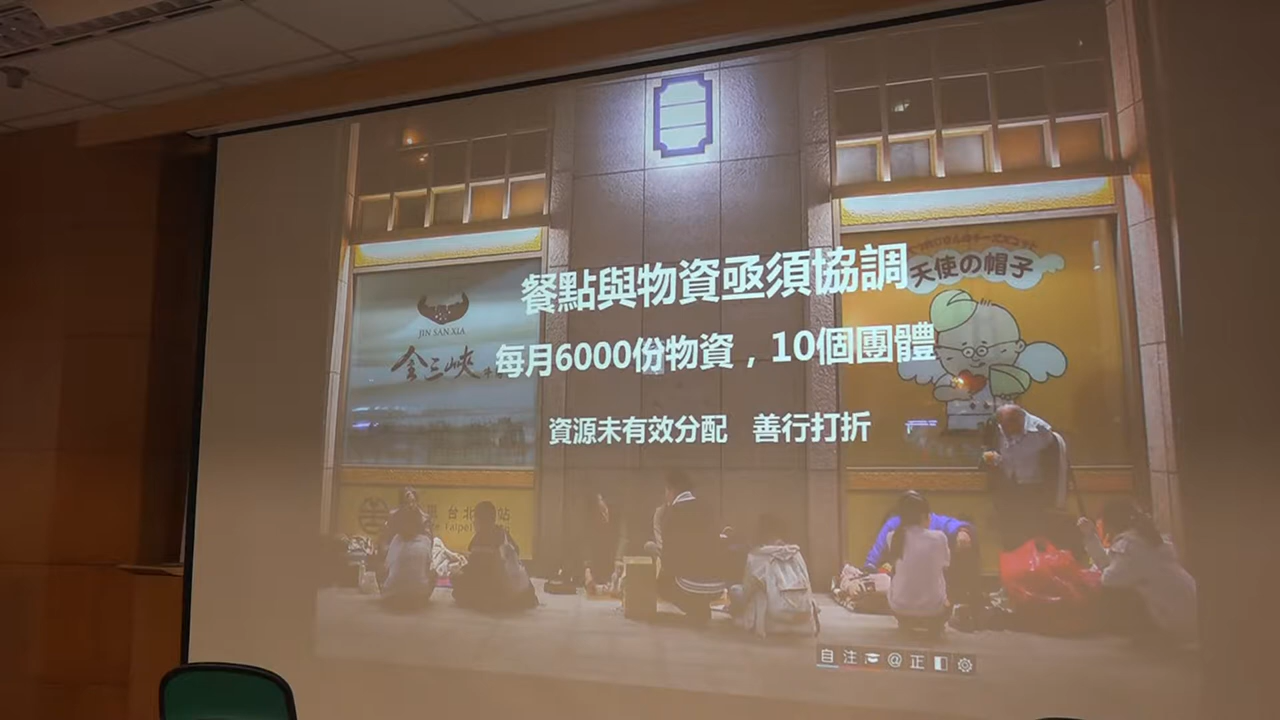 餐點與物資亟須協調
每月6000份物資，10個團體
資源未有效分配 善行打折
天使の帽子
JIN SAN XIA
金三峽
台北
Taipei
自 注 @ 正